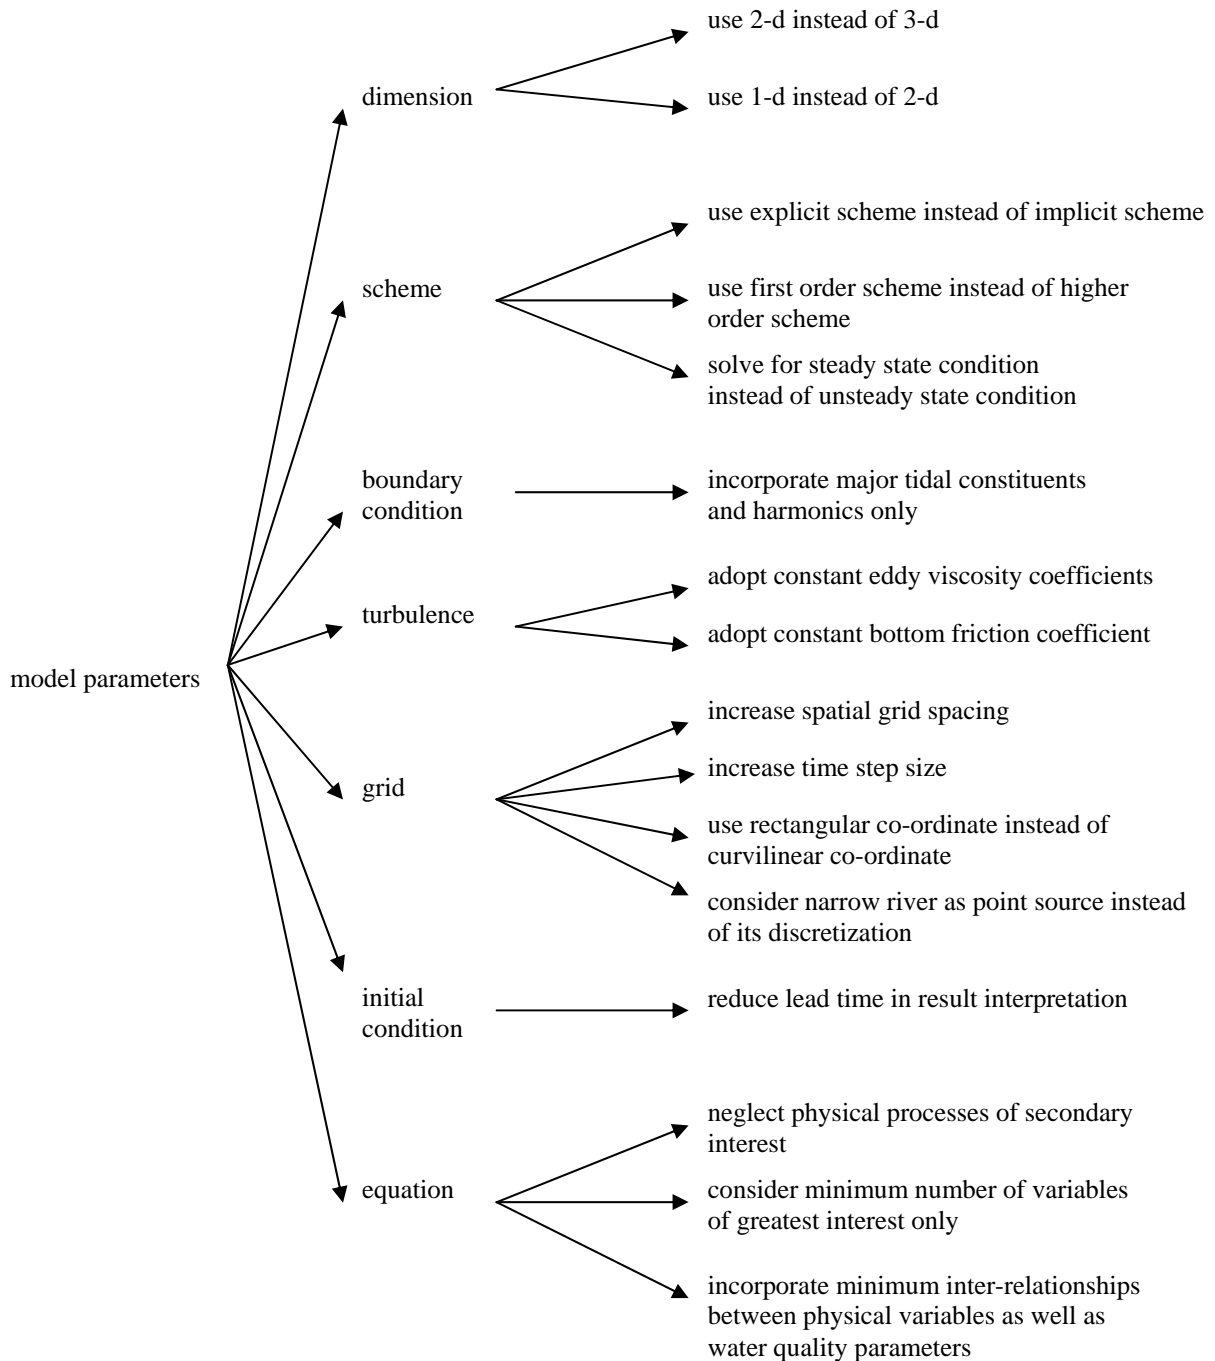 use 2-d instead of 3-d
dimension
use 1-d instead of 2-d
use explicit scheme instead of implicit scheme
scheme
use first order scheme instead of higher
order scheme
solve for steady state condition
instead of unsteady state condition
boundary
condition
incorporate major tidal constituents
and harmonics only
adopt constant eddy viscosity coefficients
turbulence
adopt constant bottom friction coefficient
model parameters
increase spatial grid spacing
increase time step size
grid
use rectangular co-ordinate instead of
curvilinear co-ordinate
consider narrow river as point source instead
of its discretization
initial
condition
reduce lead time in result interpretation
neglect physical processes of secondary
interest
equation
consider minimum number of variables
of greatest interest only
incorporate minimum inter-relationships
between physical variables as well as
water quality parameters